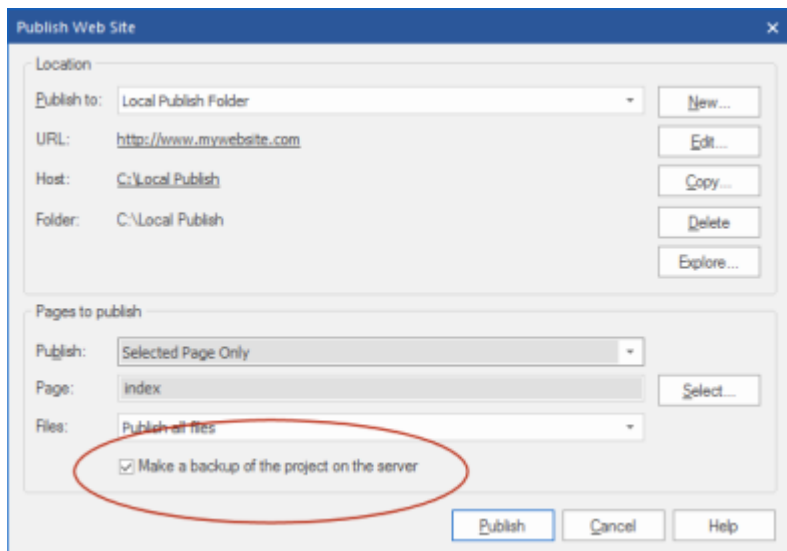 Publish Web Site
Location
Publish to: Local Publish Folder New...
URL: http://www.mywebsite.com Edit...
Host: C:\Local Publish Copy...
Folder: C:\Local Publish Delete
Explore...
Pages to publish
Publish: Selected Page Only
Page: index Select...
Files: Publish all files
Make a backup of the project on the server
Publish Cancel Help